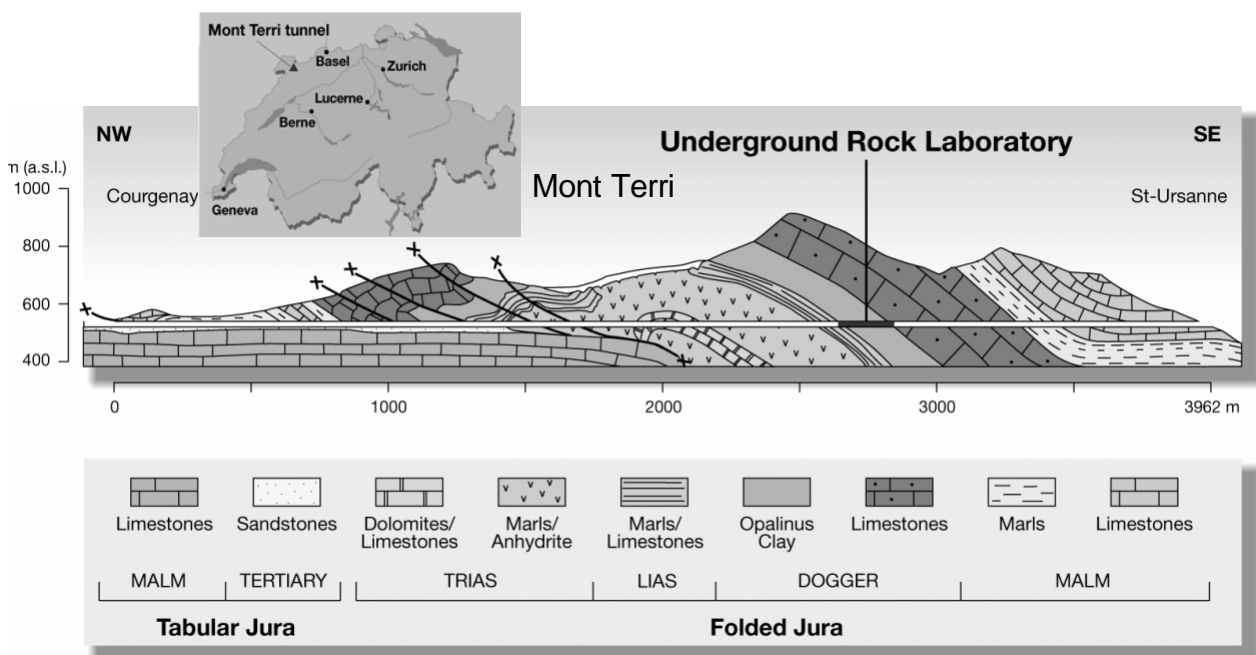 Mont Terri tunnel
Basel
Zurich
Lucerne
Berne
Geneva
NW
Underground Rock Laboratory
SE
m (a.s.l.)
1000
Courgenay
Mont Terri
St-Ursanne
800
600
400
0
1000
2000
3000
3962 m
Limestones
Sandstones
Dolomites/
Limestones
Marls/
Anhydrite
Marls/
Limestones
Opalinus
Clay
Limestones
Marls
Limestones
MALM
TERTIARY
TRIAS
LIAS
DOGGER
MALM
Tabular Jura
Folded Jura